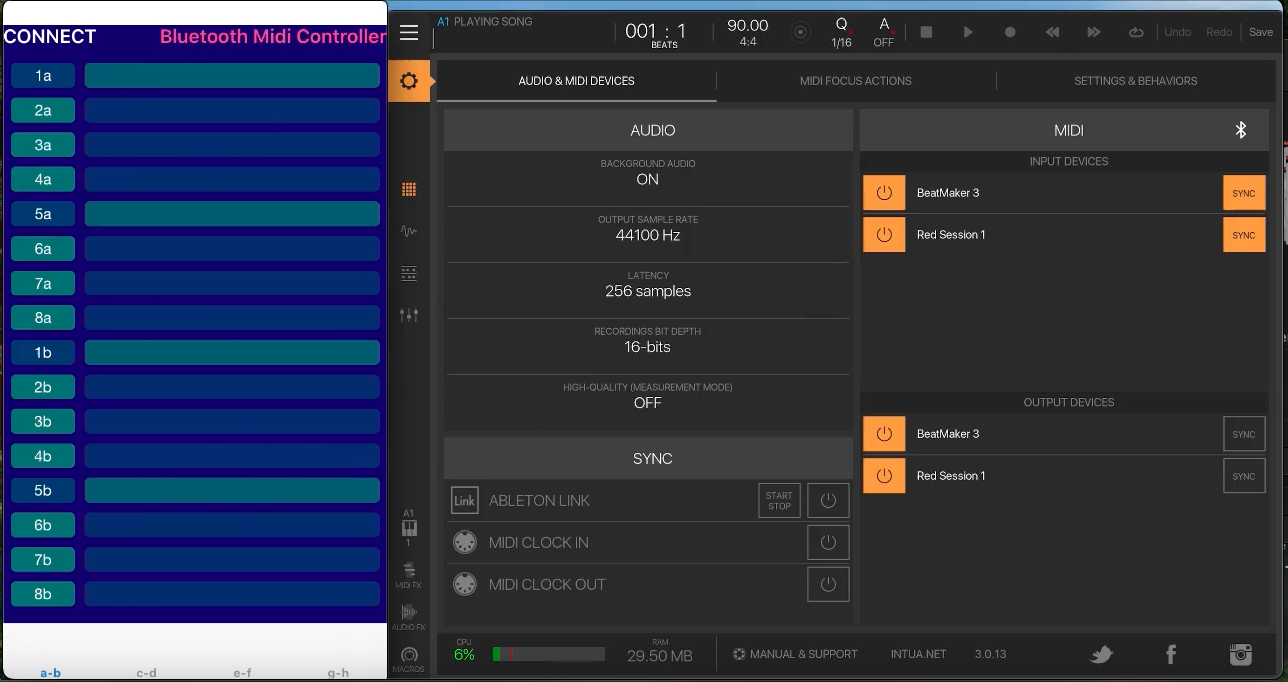 CONNECT
Bluetooth Midi Controller
1a
2a
3a
4a
5a
6a
7a
8a
1b
2b
3b
4b
5b
6b
7b
8b
a-b
c-d
e-f
g-h
A1 PLAYING SONG
001 : 1
BEATS
90.00
4:4
Q
1/16
A
OFF
Undo
Redo
Save
AUDIO & MIDI DEVICES
MIDI FOCUS ACTIONS
SETTINGS & BEHAVIORS
A1
1
MIDI FX
AUDIO FX
MACROS
AUDIO
BACKGROUND AUDIO
ON
OUTPUT SAMPLE RATE
44100 Hz
LATENCY
256 samples
RECORDINGS BIT DEPTH
16-bits
HIGH-QUALITY (MEASUREMENT MODE)
OFF
SYNC
Link
ABLETON LINK
START
STOP
MIDI CLOCK IN
MIDI CLOCK OUT
MIDI
INPUT DEVICES
BeatMaker 3
SYNC
Red Session 1
SYNC
OUTPUT DEVICES
BeatMaker 3
SYNC
Red Session 1
SYNC
CPU
6%
RAM
29.50 MB
MANUAL & SUPPORT
INTUA.NET
3.0.13